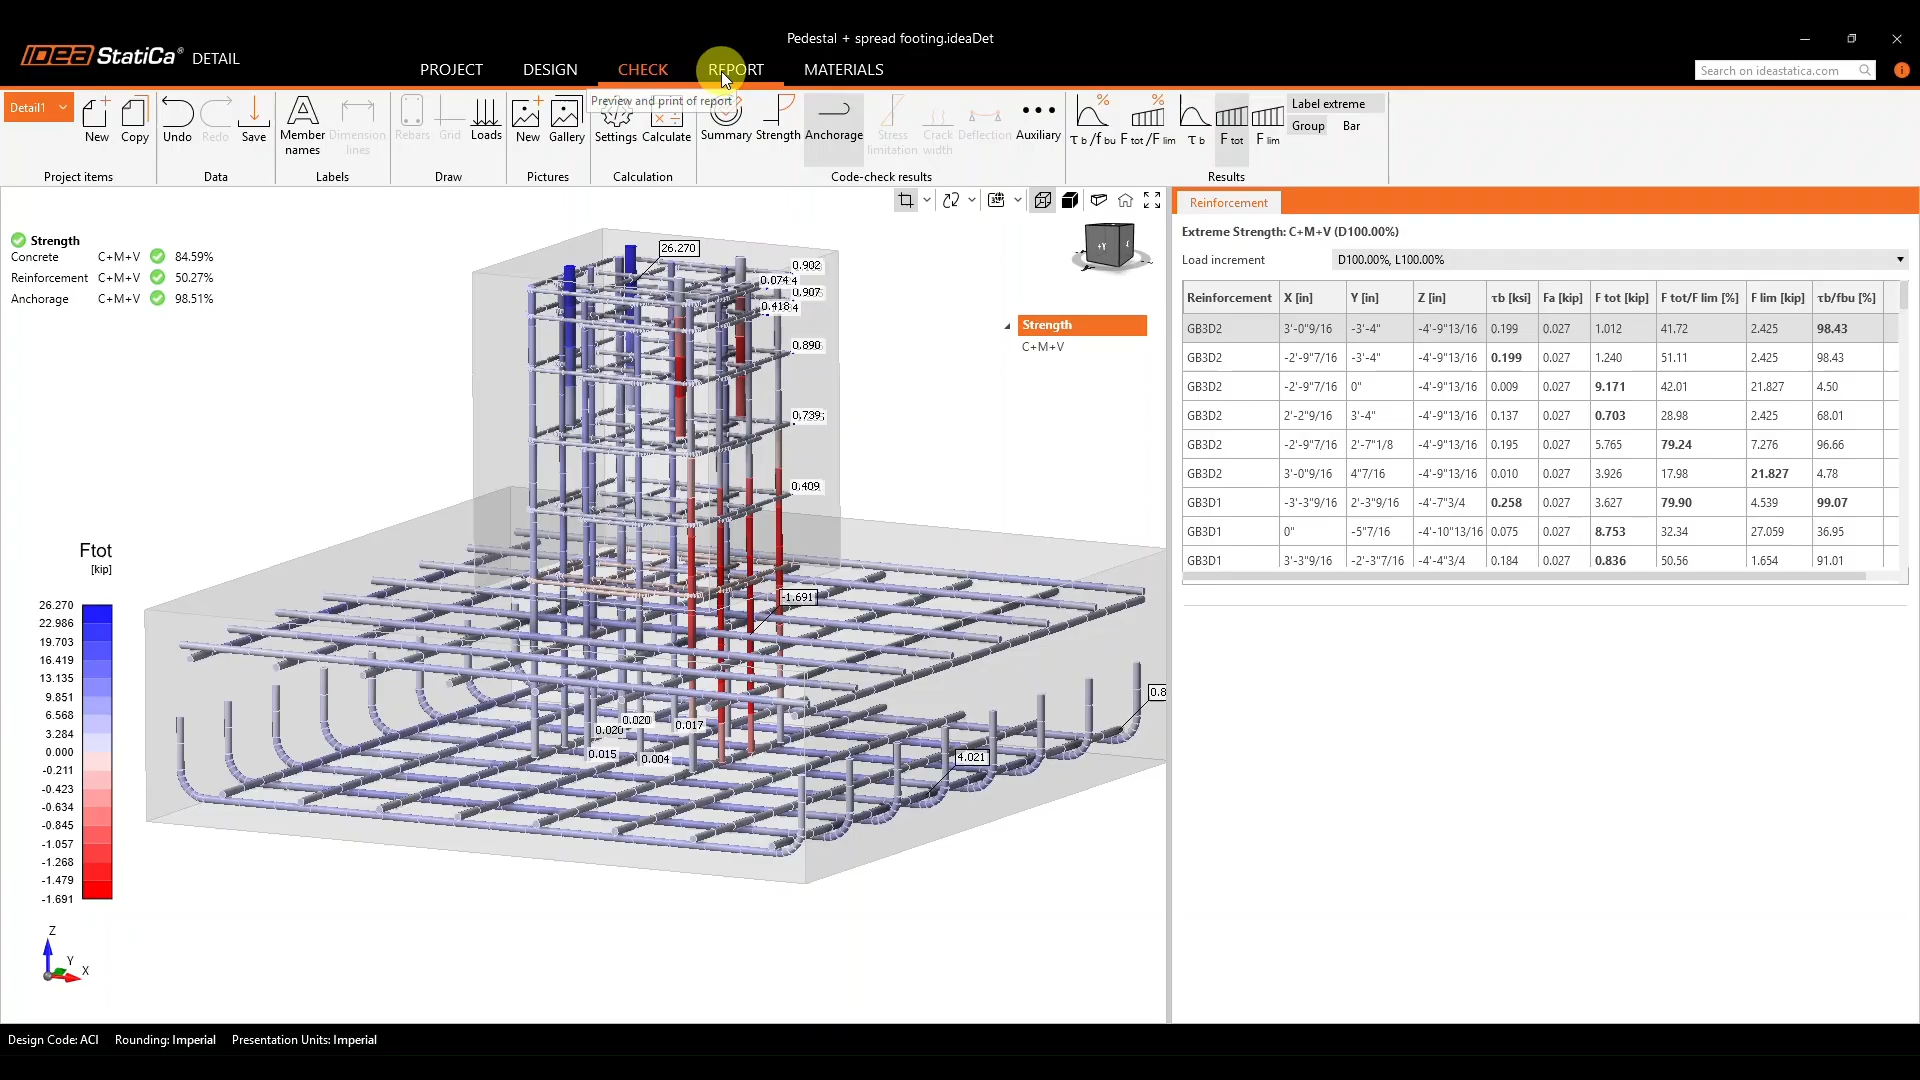 Pedestal + spread footing.ideaDet
IDEA StatiCa® DETAIL
PROJECT DESIGN CHECK REPORT MATERIALS
Search on ideastatica.com
Preview and print of report
Detail1
New Copy Undo Redo Save Member names Dimension lines Rebars Grid Loads New Gallery Settings Calculate Summary Strength Anchorage Stress limitation Crack width Deflection Auxiliary
τb/fbu Ftot/Flim τb Ftot Flim
Label extreme
Group Bar
Project items Data Labels Draw Pictures Calculation Code-check results Results
Strength
Concrete C+M+V 84.59%
Reinforcement C+M+V 50.27%
Anchorage C+M+V 98.51%
Strength
C+M+V
26.270
0.902
0.907
0.890
0.739
0.409
-1.691
0.020
0.020
0.017
0.015
0.004
4.021
Ftot
[kip]
26.270
22.986
19.703
16.419
13.135
9.851
6.568
3.284
0.000
-0.211
-0.423
-0.634
-0.845
-1.057
-1.268
-1.479
-1.691
Z
Y
X
+Y
Reinforcement
Extreme Strength: C+M+V (D100.00%)
Load increment D100.00%, L100.00%
Reinforcement X [in] Y [in] Z [in] τb [ksi] Fa [kip] F tot [kip] F tot/F lim [%] F lim [kip] τb/fbu [%]
GB3D2 3'-0"9/16 -3'-4" -4'-9"13/16 0.199 0.027 1.012 41.72 2.425 98.43
GB3D2 -2'-9"7/16 -3'-4" -4'-9"13/16 0.199 0.027 1.240 51.11 2.425 98.43
GB3D2 -2'-9"7/16 0" -4'-9"13/16 0.009 0.027 9.171 42.01 21.827 4.50
GB3D2 2'-2"9/16 3'-4" -4'-9"13/16 0.137 0.027 0.703 28.98 2.425 68.01
GB3D2 -2'-9"7/16 2'-7"1/8 -4'-9"13/16 0.195 0.027 5.765 79.24 7.276 96.66
GB3D2 3'-0"9/16 4"7/16 -4'-9"13/16 0.010 0.027 3.926 17.98 21.827 4.78
GB3D1 -3'-3"9/16 2'-3"9/16 -4'-7"3/4 0.258 0.027 3.627 79.90 4.539 99.07
GB3D1 0" -5"7/16 -4'-10"13/16 0.075 0.027 8.753 32.34 27.059 36.95
GB3D1 3'-3"9/16 -2'-3"7/16 -4'-4"3/4 0.184 0.027 0.836 50.56 1.654 91.01
Design Code: ACI Rounding: Imperial Presentation Units: Imperial